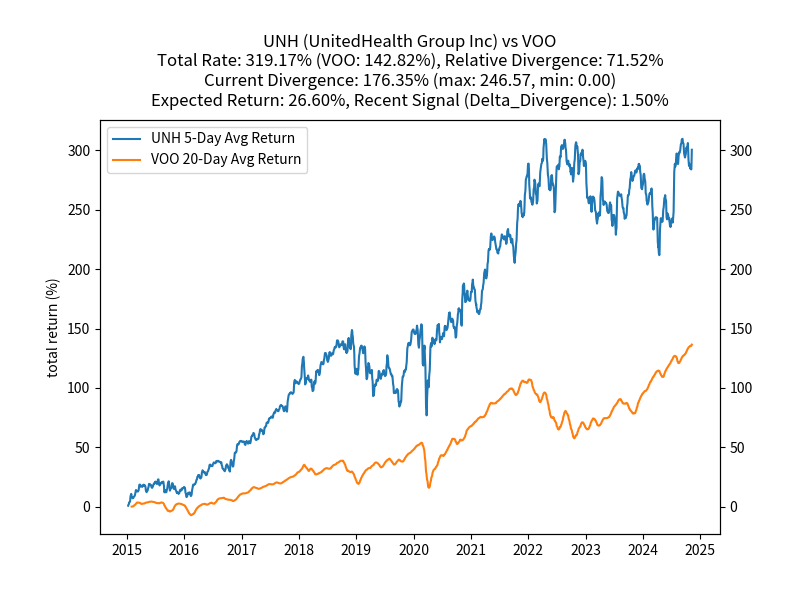 UNH (UnitedHealth Group Inc) vs VOO
Total Rate: 319.17% (VOO: 142.82%), Relative Divergence: 71.52%
Current Divergence: 176.35% (max: 246.57, min: 0.00)
Expected Return: 26.60%, Recent Signal (Delta_Divergence): 1.50%
UNH 5-Day Avg Return
VOO 20-Day Avg Return
total return (%)
300
250
200
150
100
50
0
300
250
200
150
100
50
0
2015 2016 2017 2018 2019 2020 2021 2022 2023 2024 2025